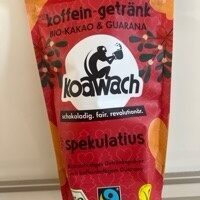 koffein-getränk
BIO-KAKAO & GUARANA
koawach
schokoladig. fair. revolutionär.
spekulatius